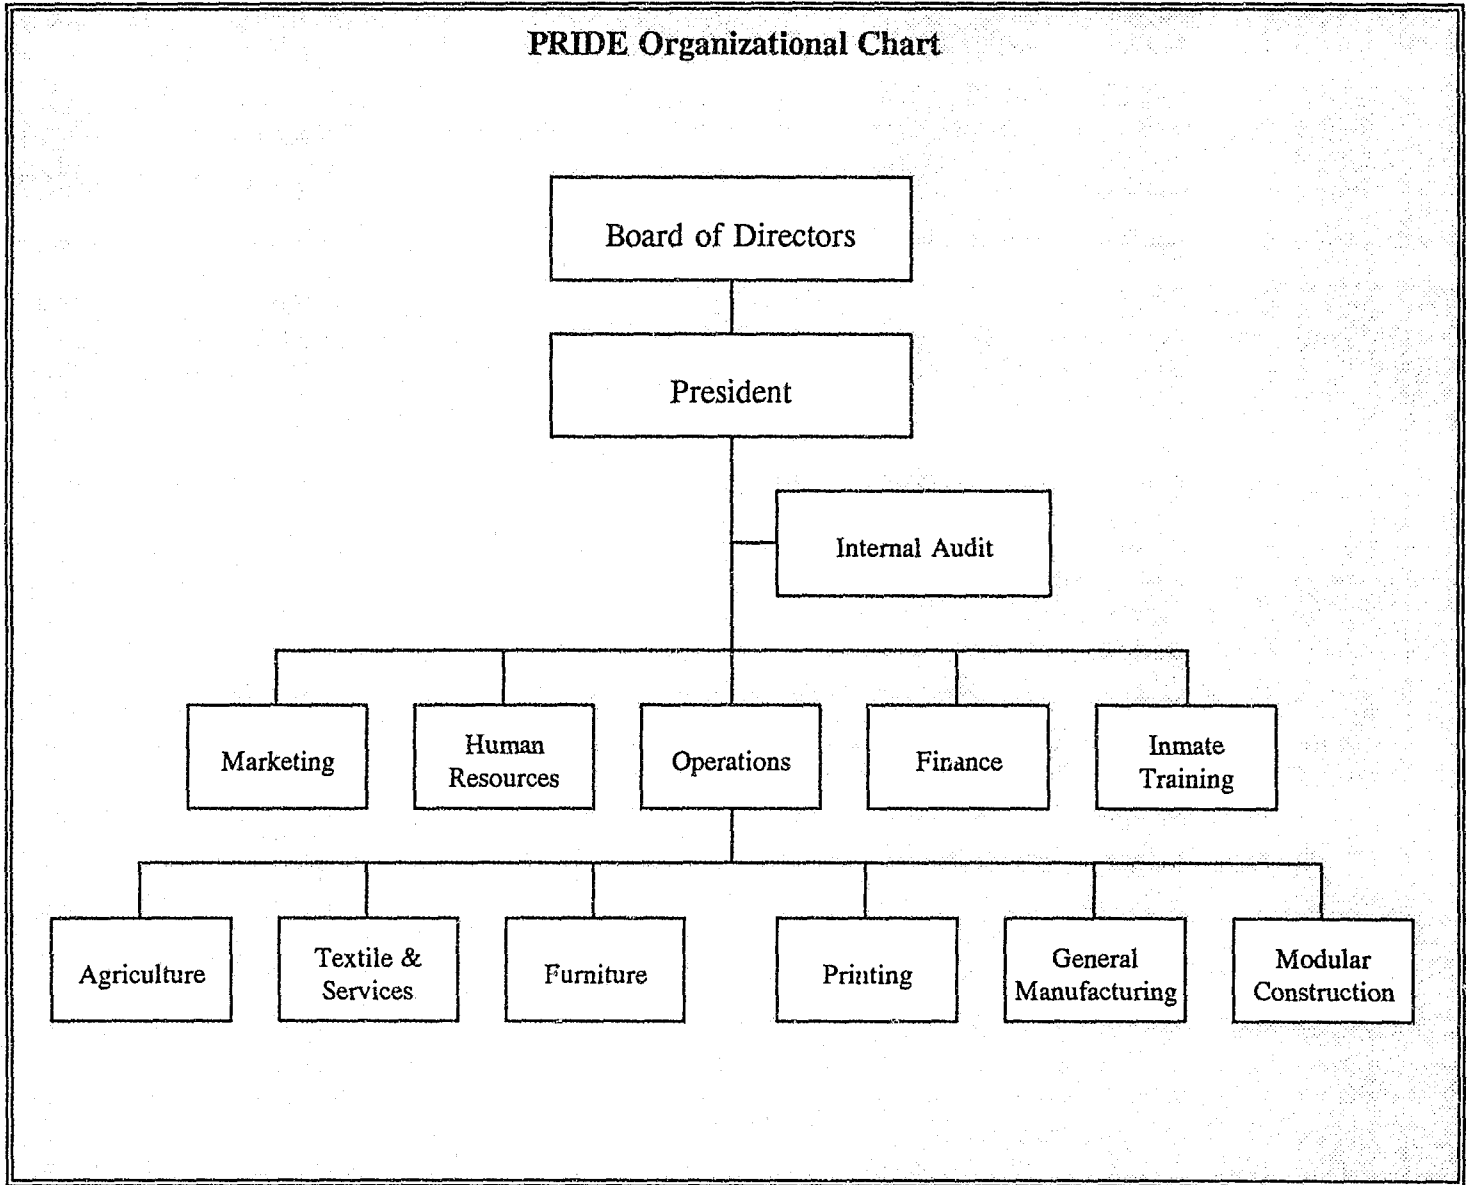 PRIDE Organizational Chart
Board of Directors
President
Internal Audit
Marketing
Human
Resources
Operations
Finance
Inmate
Training
Agriculture
Textile &
Services
Furniture
Printing
General
Manufacturing
Modular
Construction